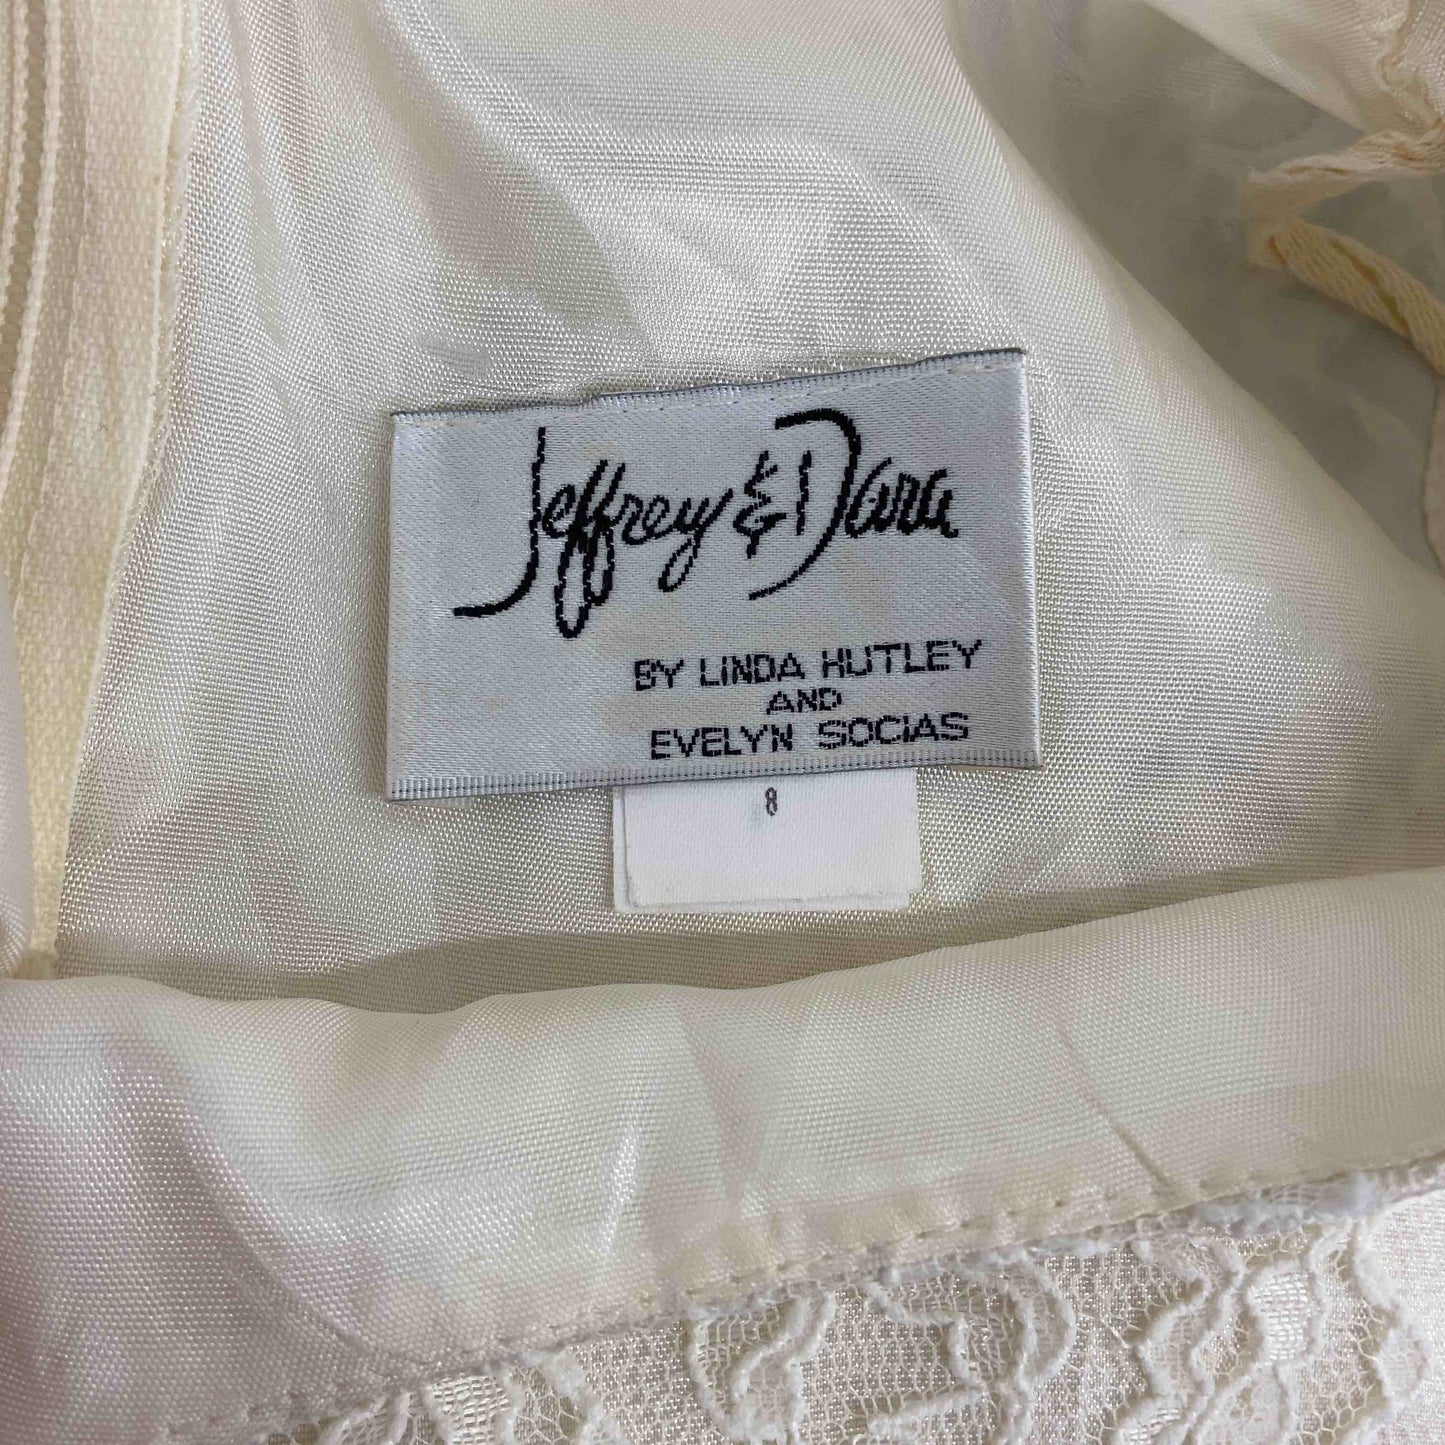 Jeffrey & Dara
BY LINDA HUTLEY
AND
EVELYN SOCIAS
8